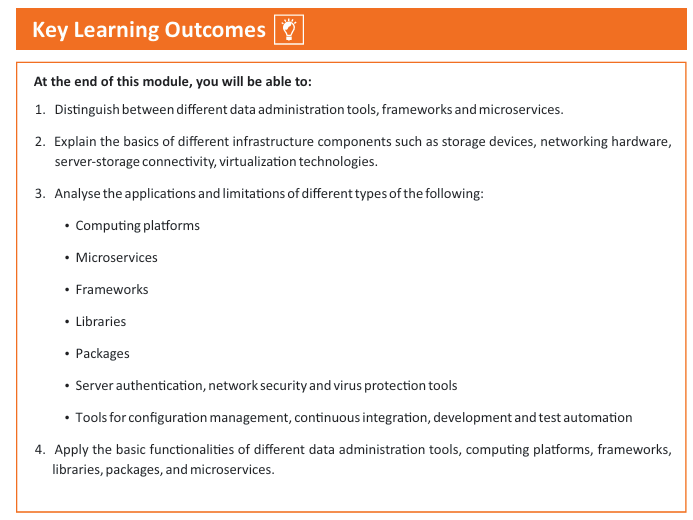 Key Learning Outcomes
At the end of this module, you will be able to:
1. Distinguish between different data administration tools, frameworks and microservices.
2. Explain the basics of different infrastructure components such as storage devices, networking hardware,
server-storage connectivity, virtualization technologies.
3. Analyse the applications and limitations of different types of the following:
• Computing platforms
• Microservices
• Frameworks
• Libraries
• Packages
• Server authentication, network security and virus protection tools
• Tools for configuration management, continuous integration, development and test automation
4. Apply the basic functionalities of different data administration tools, computing platforms, frameworks,
libraries, packages, and microservices.